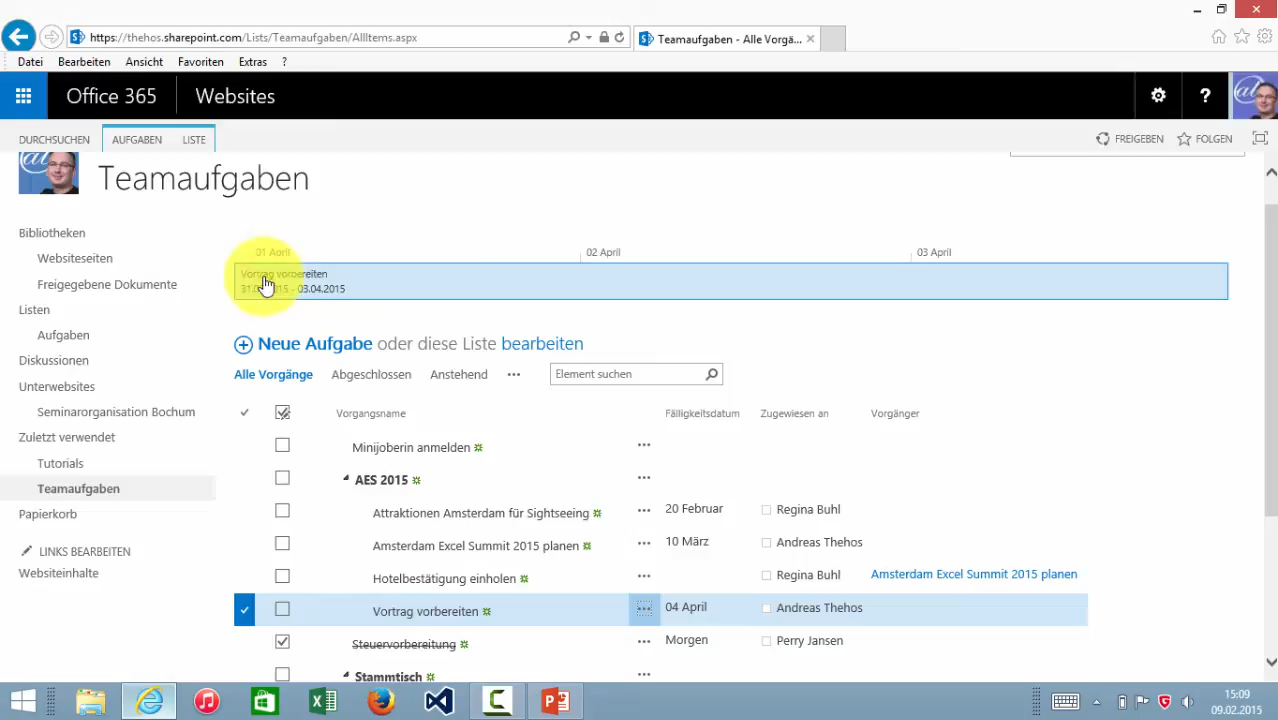 https://thehos.sharepoint.com/Lists/Teamaufgaben/AllItems.aspx
Teamaufgaben - Alle Vorgä...
Datei Bearbeiten Ansicht Favoriten Extras ?
Office 365 Websites ?
DURCHSUCHEN AUFGABEN LISTE FREIGEBEN FOLGEN
Teamaufgaben
Bibliotheken
Websiteseiten
Freigegebene Dokumente
Listen
Aufgaben
Diskussionen
Unterwebsites
Seminarorganisation Bochum
Zuletzt verwendet
Tutorials
Teamaufgaben
Papierkorb
LINKS BEARBEITEN
Websiteinhalte
01 April 02 April 03 April
Vortrag vorbereiten
2015 - 03.04.2015
Neue Aufgabe oder diese Liste bearbeiten
Alle Vorgänge Abgeschlossen Anstehend ... Element suchen
Vorgangsname Fälligkeitsdatum Zugewiesen an Vorgänger
Minijoberin anmelden ...
AES 2015 ...
Attraktionen Amsterdam für Sightseeing ... 20 Februar Regina Buhl
Amsterdam Excel Summit 2015 planen ... 10 März Andreas Thehos
Hotelbestätigung einholen ... Regina Buhl Amsterdam Excel Summit 2015 planen
Vortrag vorbereiten ... 04 April Andreas Thehos
Steuervorbereitung ... Morgen Perry Jansen
Stammtisch ...
15:09
09.02.2015